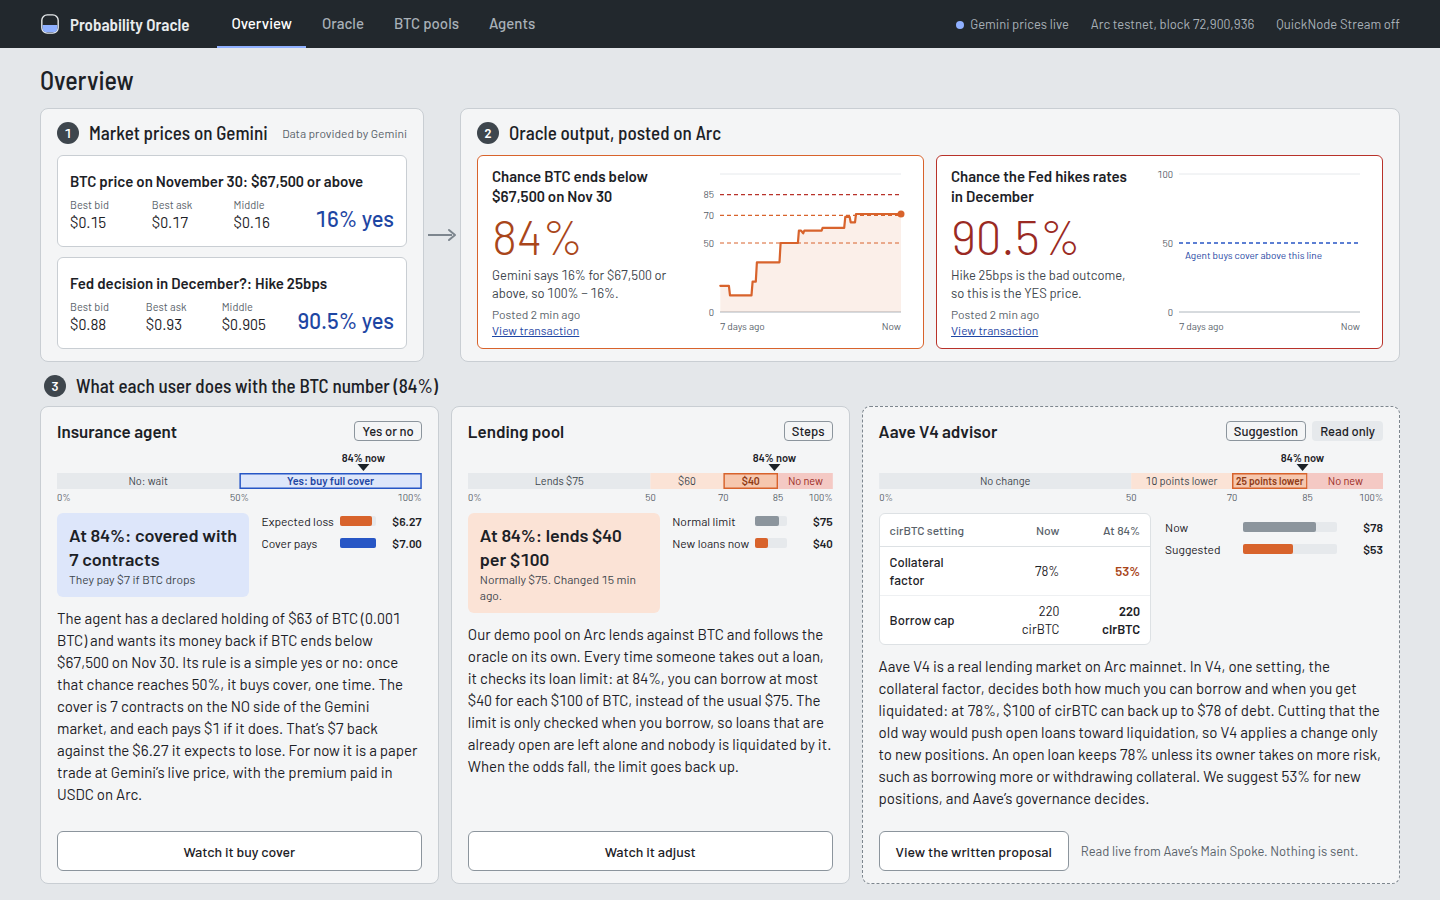 Probability Oracle
Overview
Oracle
BTC pools
Agents
Gemini prices live
Arc testnet, block 72,900,936
QuickNode Stream off
Overview
1 Market prices on Gemini
Data provided by Gemini
BTC price on November 30: $67,500 or above
Best bid Best ask Middle
$0.15 $0.17 $0.16 16% yes
Fed decision in December?: Hike 25bps
Best bid Best ask Middle
$0.88 $0.93 $0.905 90.5% yes
2 Oracle output, posted on Arc
Chance BTC ends below
$67,500 on Nov 30
84%
Gemini says 16% for $67,500 or
above, so 100% − 16%.
Posted 2 min ago
View transaction
85
70
50
0
7 days ago Now
Chance the Fed hikes rates
in December
90.5%
Hike 25bps is the bad outcome,
so this is the YES price.
Posted 2 min ago
View transaction
100
50
Agent buys cover above this line
0
7 days ago Now
3 What each user does with the BTC number (84%)
Insurance agent Yes or no
84% now
No: wait Yes: buy full cover
0% 50% 100%
At 84%: covered with
7 contracts
They pay $7 if BTC drops
Expected loss $6.27
Cover pays $7.00
The agent has a declared holding of $63 of BTC (0.001
BTC) and wants its money back if BTC ends below
$67,500 on Nov 30. Its rule is a simple yes or no: once
that chance reaches 50%, it buys cover, one time. The
cover is 7 contracts on the NO side of the Gemini
market, and each pays $1 if it does. That’s $7 back
against the $6.27 it expects to lose. For now it is a paper
trade at Gemini’s live price, with the premium paid in
USDC on Arc.
Watch it buy cover
Lending pool Steps
84% now
Lends $75 $60 $40 No new
0% 50 70 85 100%
At 84%: lends $40
per $100
Normally $75. Changed 15 min
ago.
Normal limit $75
New loans now $40
Our demo pool on Arc lends against BTC and follows the
oracle on its own. Every time someone takes out a loan,
it checks its loan limit: at 84%, you can borrow at most
$40 for each $100 of BTC, instead of the usual $75. The
limit is only checked when you borrow, so loans that are
already open are left alone and nobody is liquidated by it.
When the odds fall, the limit goes back up.
Watch it adjust
Aave V4 advisor Suggestion Read only
84% now
No change 10 points lower 25 points lower No new
0% 50 70 85 100%
cirBTC setting Now At 84%
Collateral
factor
78% 53%
Borrow cap
220
cirBTC
220
cirBTC
Now $78
Suggested $53
Aave V4 is a real lending market on Arc mainnet. In V4, one setting, the
collateral factor, decides both how much you can borrow and when you get
liquidated: at 78%, $100 of cirBTC can back up to $78 of debt. Cutting that the
old way would push open loans toward liquidation, so V4 applies a change only
to new positions. An open loan keeps 78% unless its owner takes on more risk,
such as borrowing more or withdrawing collateral. We suggest 53% for new
positions, and Aave’s governance decides.
View the written proposal
Read live from Aave’s Main Spoke. Nothing is sent.